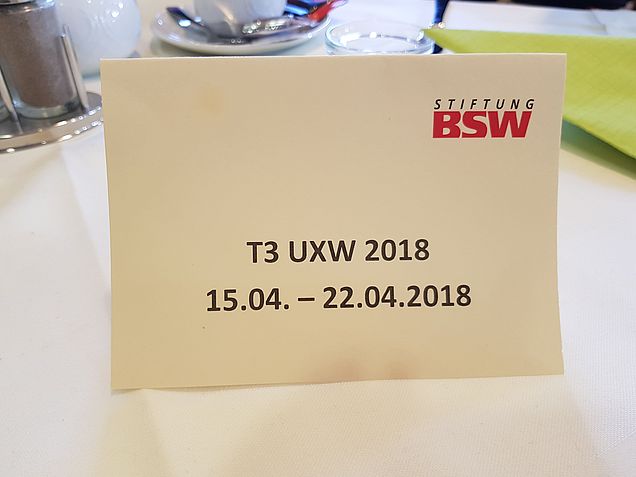 STIFTUNG
BSW
T3 UXW 2018
15.04. – 22.04.2018